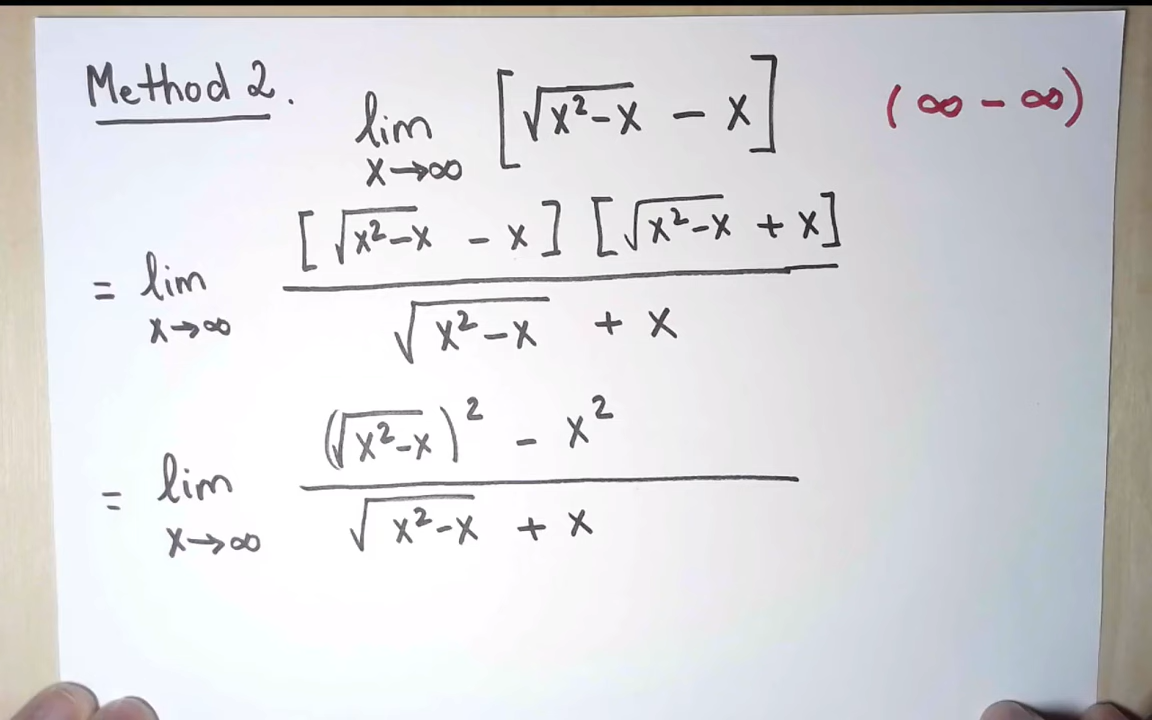 Method 2.
lim x→∞ [√(x²-x) - x] (∞ - ∞)
= lim x→∞ [√(x²-x) - x] [√(x²-x) + x] / √(x²-x) + x
= lim x→∞ (√(x²-x))² - x² / √(x²-x) + x